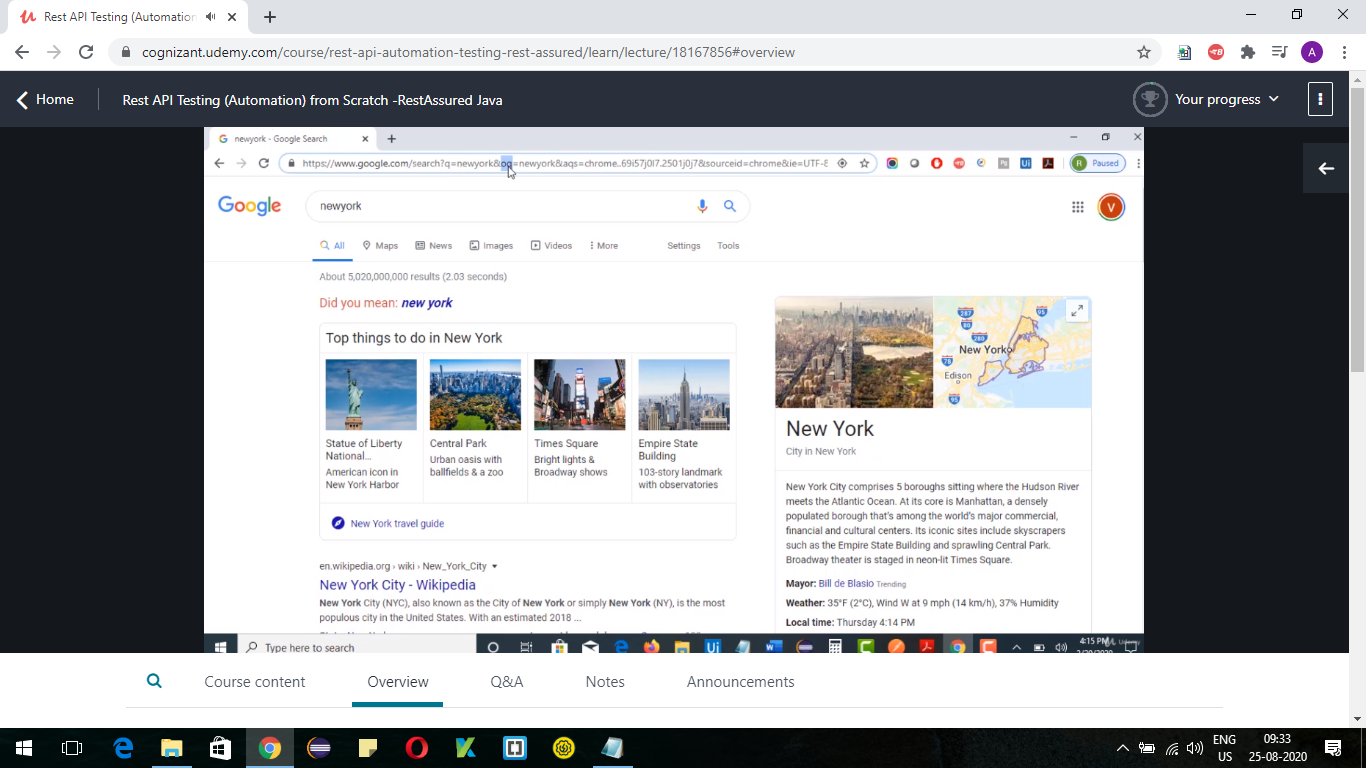 Rest API Testing (Automation
cognizant.udemy.com/course/rest-api-automation-testing-rest-assured/learn/lecture/18167856#overview
A
Home
Rest API Testing (Automation) from Scratch -RestAssured Java
Your progress
newyork - Google Search
https://www.google.com/search?q=newyork&oq=newyork&aqs=chrome..69i57j0l7.2501j0j7&sourceid=chrome&ie=UTF-8
R Paused
Google
newyork
V
All Maps News Images Videos More Settings Tools
About 5,020,000,000 results (2.03 seconds)
Did you mean: new york
Top things to do in New York
Statue of Liberty
National...
American icon in
New York Harbor
Central Park
Urban oasis with
ballfields & a zoo
Times Square
Bright lights &
Broadway shows
Empire State
Building
103-story landmark
with observatories
New York travel guide
en.wikipedia.org › wiki › New_York_City
New York City - Wikipedia
New York City (NYC), also known as the City of New York or simply New York (NY), is the most
populous city in the United States. With an estimated 2018 ...
287
80
280
78
95
95
New York
Edison
New York
City in New York
New York City comprises 5 boroughs sitting where the Hudson River
meets the Atlantic Ocean. At its core is Manhattan, a densely
populated borough that's among the world's major commercial,
financial and cultural centers. Its iconic sites include skyscrapers
such as the Empire State Building and sprawling Central Park.
Broadway theater is staged in neon-lit Times Square.
Mayor: Bill de Blasio Trending
Weather: 35°F (2°C), Wind W at 9 mph (14 km/h), 37% Humidity
Local time: Thursday 4:14 PM
Type here to search
4:15 PM
Course content
Overview
Q&A
Notes
Announcements
ENG
US
09:33
25-08-2020